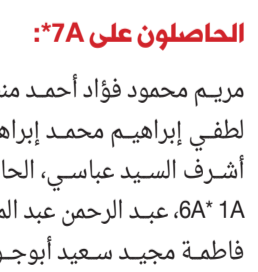 الحاصلون على 7A*:
مريم محمود فؤاد أحمد
لطفي إبراهيم محمد
أشرف السيد عباسي،
1A *6A، عبد الرحمن عبد
فاطمة مجيد سعيد